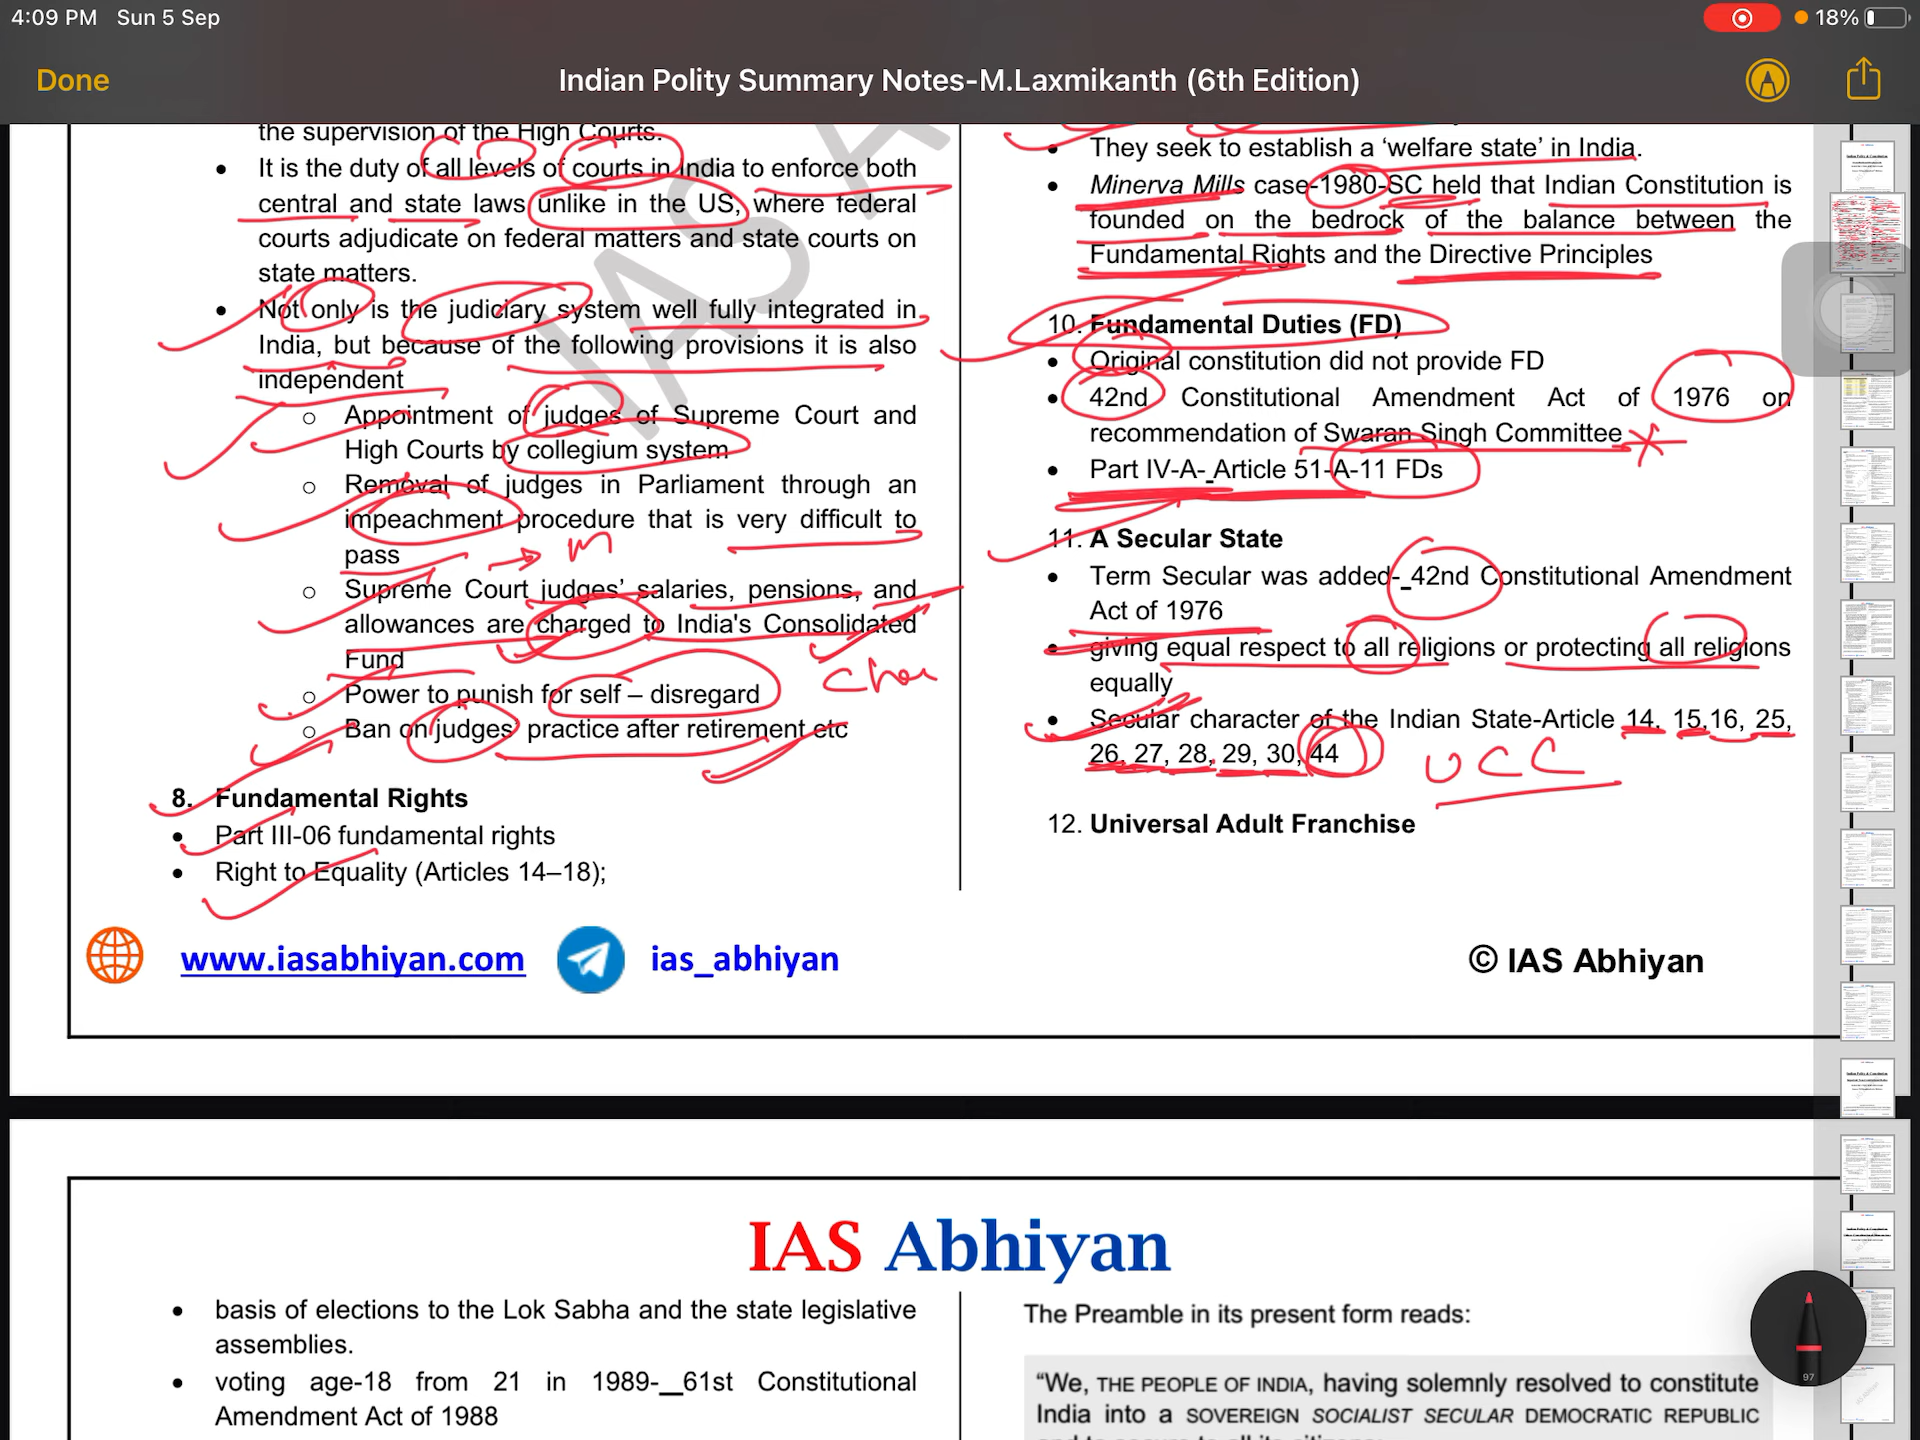 4:09 PM Sun 5 Sep
18%
Done
Indian Polity Summary Notes-M.Laxmikanth (6th Edition)
the supervision of the High Courts.
• It is the duty of all levels of courts in India to enforce both
central and state laws unlike in the US, where federal
courts adjudicate on federal matters and state courts on
state matters.
• Not only is the judiciary system well fully integrated in
India, but because of the following provisions it is also
independent
o Appointment of judges of Supreme Court and
High Courts by collegium system
o Removal of judges in Parliament through an
impeachment procedure that is very difficult to
pass
o Supreme Court judges' salaries, pensions, and
allowances are charged to India's Consolidated
Fund
o Power to punish for self – disregard
o Ban on judges practice after retirement etc
8. Fundamental Rights
• Part III-06 fundamental rights
• Right to Equality (Articles 14–18);
• They seek to establish a ‘welfare state’ in India.
• Minerva Mills case-1980-SC held that Indian Constitution is
founded on the bedrock of the balance between the
Fundamental Rights and the Directive Principles
10. Fundamental Duties (FD)
• Original constitution did not provide FD
• 42nd Constitutional Amendment Act of 1976 on
recommendation of Swaran Singh Committee
• Part IV-A-_Article 51-A-11 FDs
11. A Secular State
• Term Secular was added-_42nd Constitutional Amendment
Act of 1976
• giving equal respect to all religions or protecting all religions
equally
• Secular character of the Indian State-Article 14, 15,16, 25,
26, 27, 28, 29, 30, 44
UCC
12. Universal Adult Franchise
www.iasabhiyan.com
ias_abhiyan
© IAS Abhiyan
IAS Abhiyan
• basis of elections to the Lok Sabha and the state legislative
assemblies.
• voting age-18 from 21 in 1989-__61st Constitutional
Amendment Act of 1988
The Preamble in its present form reads:
“We, THE PEOPLE OF INDIA, having solemnly resolved to constitute
India into a SOVEREIGN SOCIALIST SECULAR DEMOCRATIC REPUBLIC
97